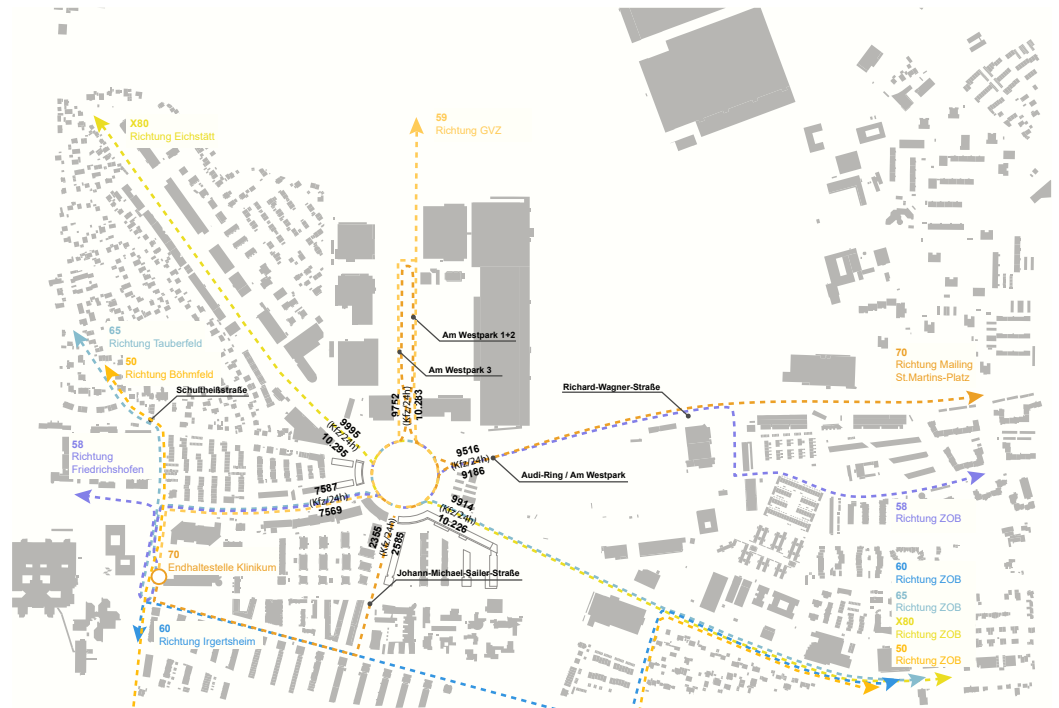 X80
Richtung Eichstätt
59
Richtung GVZ
65
Richtung Tauberfeld
50
Richtung Böhmfeld
Schultheißstraße
Am Westpark 1+2
Am Westpark 3
Richard-Wagner-Straße
70
Richtung Mailing
St.Martins-Platz
9752
(Kfz/24h)
10.283
9995
(Kfz/24h)
10.295
9516
(Kfz/24h)
9186
Audi-Ring / Am Westpark
58
Richtung
Friedrichshofen
7587
(Kfz/24h)
7569
9914
(Kfz/24h)
10.226
2355
(Kfz/24h)
2585
58
Richtung ZOB
70
Endhaltestelle Klinikum
Johann-Michael-Sailer-Straße
60
Richtung ZOB
65
Richtung ZOB
X80
Richtung ZOB
50
Richtung ZOB
60
Richtung Irgertsheim